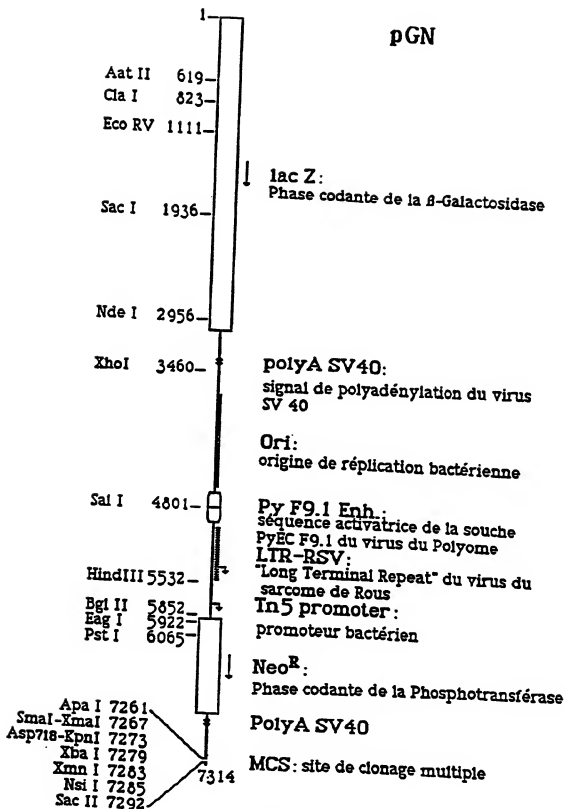 pGN
1
Aat II 619
Cla I 823
Eco RV 1111
lac Z:
Phase codante de la β-Galactosidase
Sac I 1936
Nde I 2956
XhoI 3460
polyA SV40:
signal de polyadénylation du virus
SV 40
Ori:
origine de réplication bactérienne
Sal I 4801
Py F9.1 Enh.:
séquence activatrice de la souche
PyEC F9.1 du virus du Polyome
LTR-RSV:
"Long Terminal Repeat" du virus du
sarcome de Rous
HindIII 5532
Tn5 promoter:
promoteur bactérien
Bgl II 5852
Eag I 5922
Pst I 6065
NeoR:
Phase codante de la Phosphotransférase
PolyA SV40
Apa I 7261
SmaI-XmaI 7267
Asp718-KpnI 7273
Xba I 7279
Xmn I 7283
Nsi I 7285
Sac II 7292
7314
MCS: site de clonage multiple